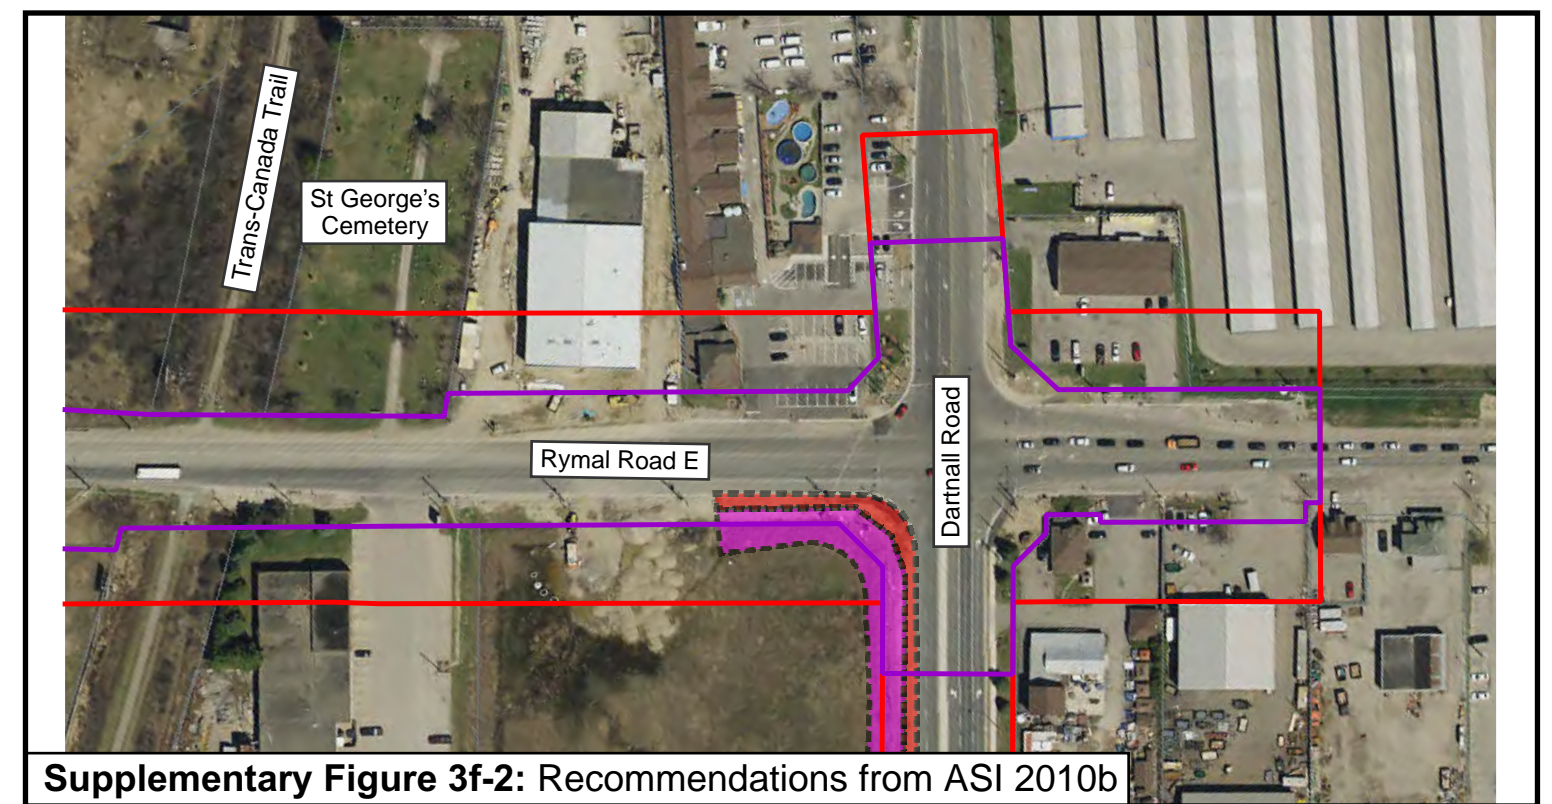 Trans-Canada Trail
St George's
Cemetery
Rymal Road E
Dartnall Road
Supplementary Figure 3f-2: Recommendations from ASI 2010b